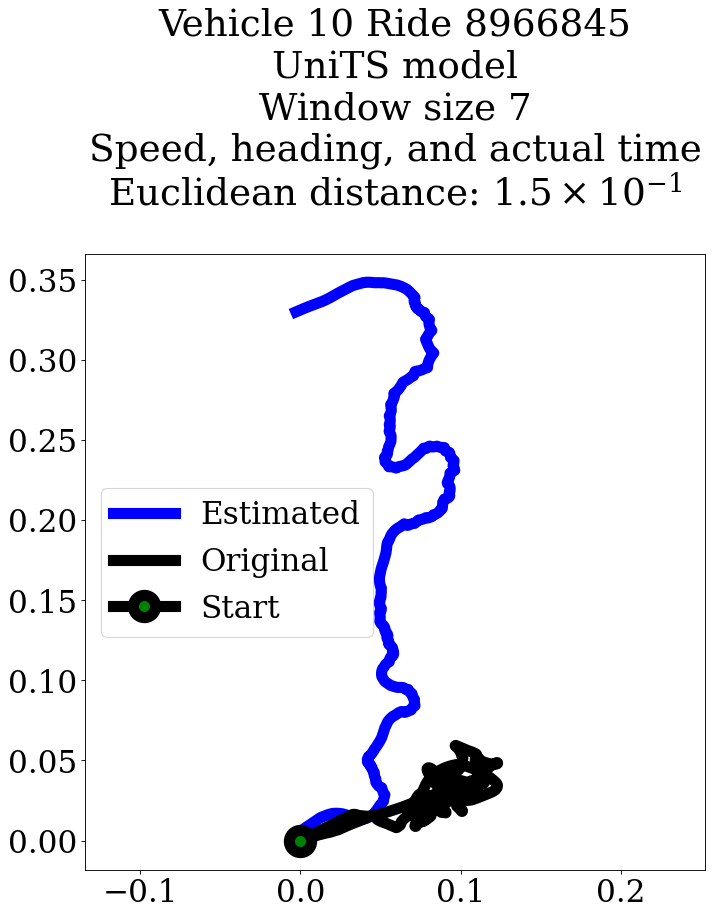 Vehicle 10 Ride 8966845
UniTS model
Window size 7
Speed, heading, and actual time
Euclidean distance: 1.5 × 10⁻¹
0.35
0.30
0.25
0.20
0.15
0.10
0.05
0.00
Estimated
Original
Start
−0.1 0.0 0.1 0.2